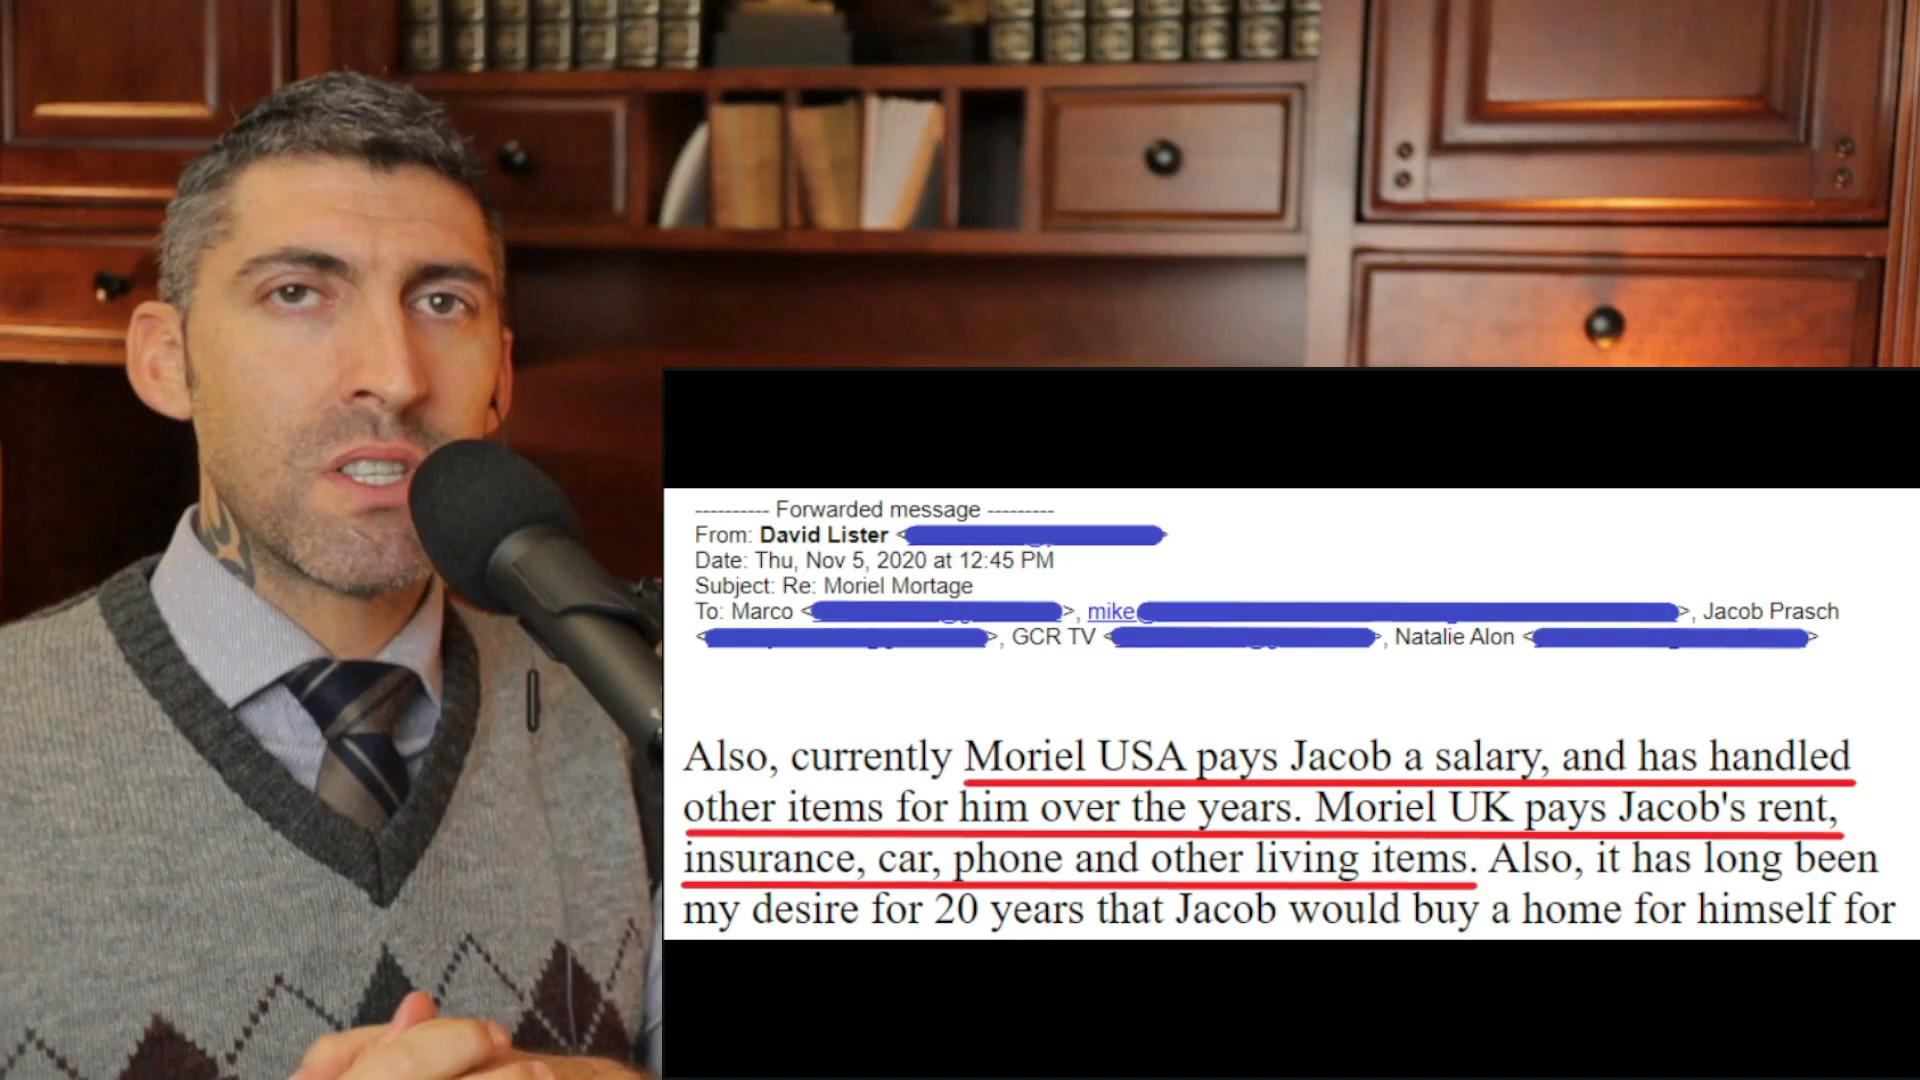 ---------- Forwarded message ---------
From: David Lister <
Date: Thu, Nov 5, 2020 at 12:45 PM
Subject: Re: Moriel Mortage
To: Marco < >, mike >, Jacob Prasch
< >, GCR TV < >, Natalie Alon < >
Also, currently Moriel USA pays Jacob a salary, and has handled
other items for him over the years. Moriel UK pays Jacob's rent,
insurance, car, phone and other living items. Also, it has long been
my desire for 20 years that Jacob would buy a home for himself for